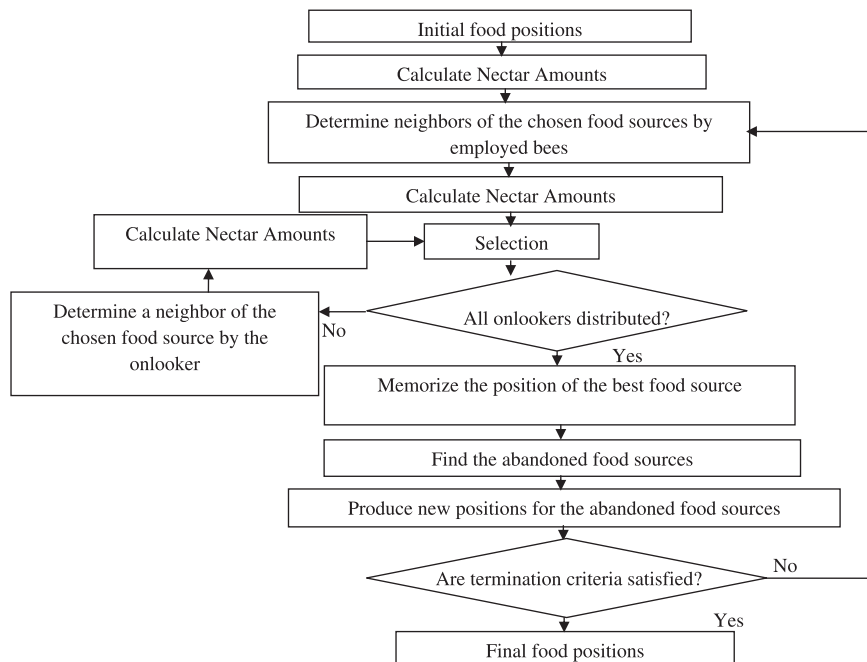 Initial food positions
Calculate Nectar Amounts
Determine neighbors of the chosen food sources by
employed bees
Calculate Nectar Amounts
Calculate Nectar Amounts
Selection
Determine a neighbor of the
chosen food source by the
onlooker
No
All onlookers distributed?
Yes
Memorize the position of the best food source
Find the abandoned food sources
Produce new positions for the abandoned food sources
Are termination criteria satisfied?
No
Yes
Final food positions